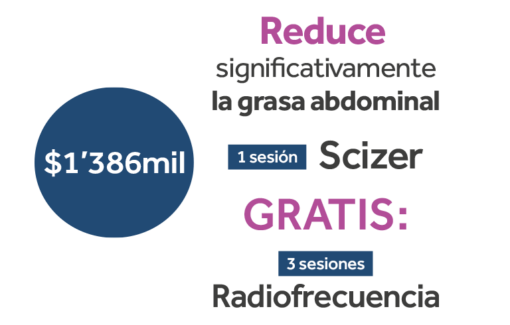 Reduce
significativamente
la grasa abdominal
$1'386mil
1 sesión Scizer
GRATIS:
3 sesiones
Radiofrecuencia